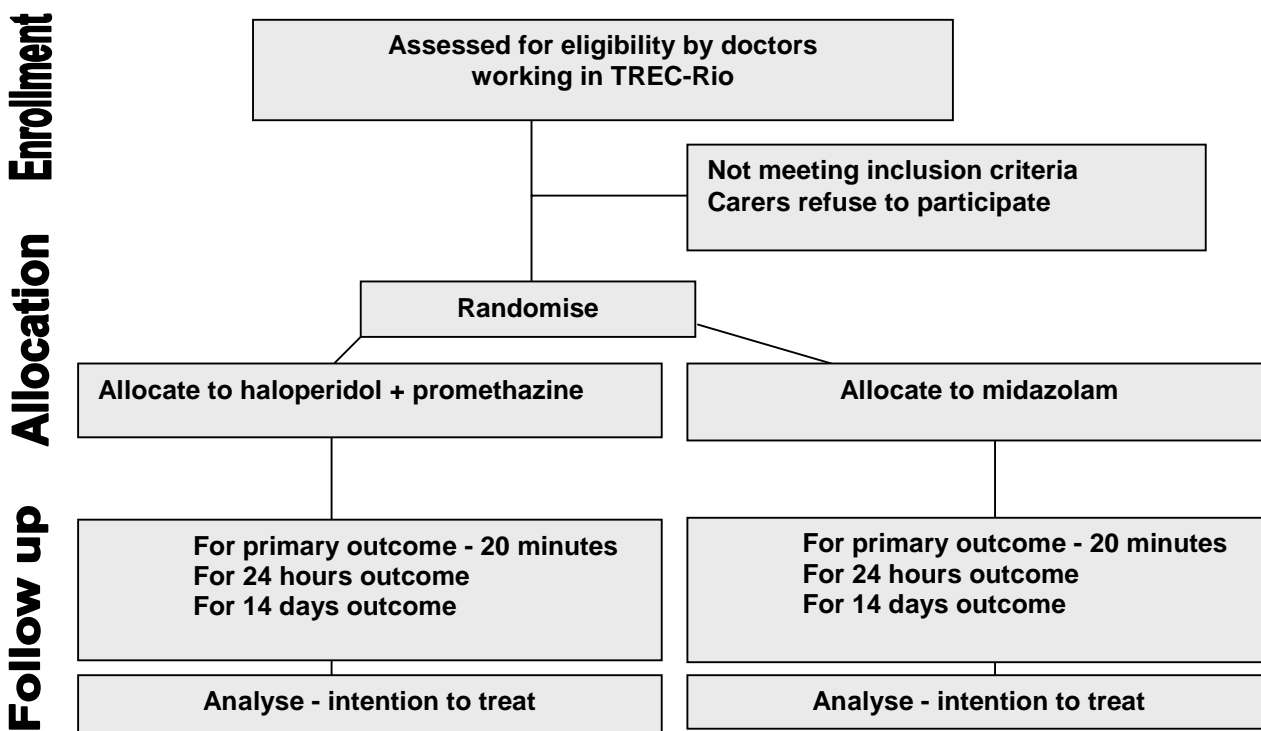 Enrollment
Assessed for eligibility by doctors
working in TREC-Rio
Not meeting inclusion criteria
Carers refuse to participate
Allocation
Randomise
Allocate to haloperidol + promethazine
Allocate to midazolam
Follow up
For primary outcome - 20 minutes
For 24 hours outcome
For 14 days outcome
For primary outcome - 20 minutes
For 24 hours outcome
For 14 days outcome
Analyse - intention to treat
Analyse - intention to treat